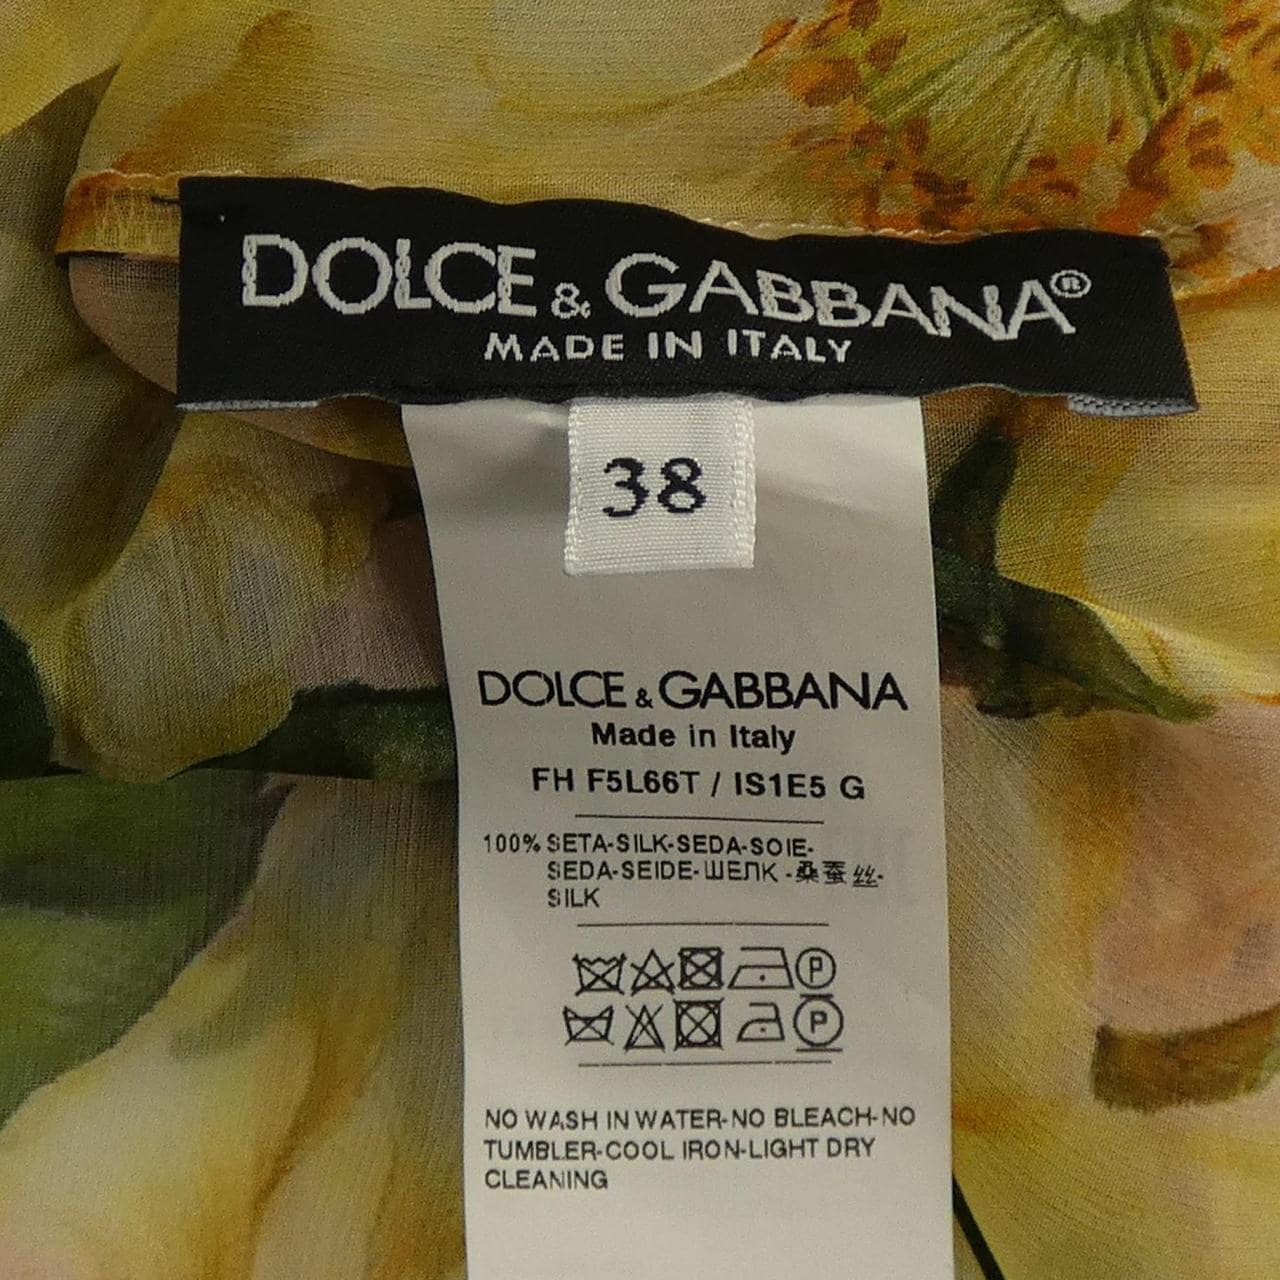 DOLCE & GABBANA®
MADE IN ITALY
38
DOLCE & GABBANA
Made in Italy
FH F5L66T / IS1E5 G
100% SETA-SILK-SEDA-SOIE-
SEDA-SEIDE-ШЕЛК -桑蚕丝-
SILK
P
P
NO WASH IN WATER-NO BLEACH-NO
TUMBLER-COOL IRON-LIGHT DRY
CLEANING